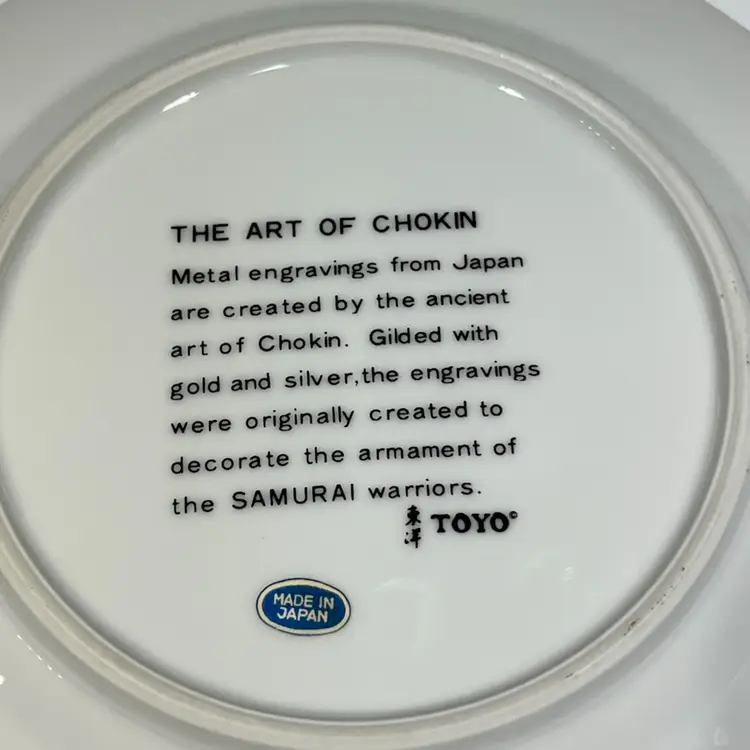 THE ART OF CHOKIN
Metal engravings from Japan
are created by the ancient
art of Chokin. Gilded with
gold and silver,the engravings
were originally created to
decorate the armament of
the SAMURAI warriors.
東洋 TOYO©
MADE IN
JAPAN